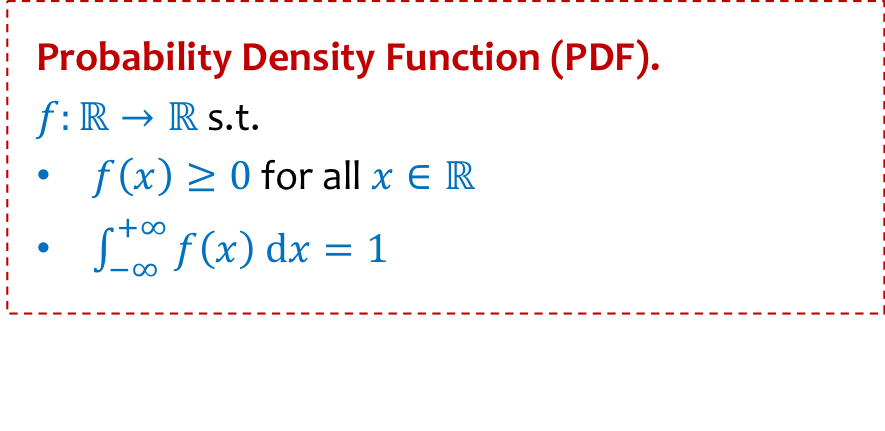 Probability Density Function (PDF).
f: ℝ → ℝ s.t.
• f(x) ≥ 0 for all x ∈ ℝ
• ∫_{−∞}^{+∞} f(x) dx = 1